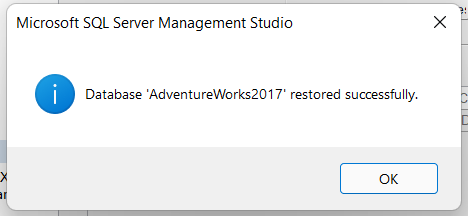 Microsoft SQL Server Management Studio
Database 'AdventureWorks2017' restored successfully.
OK